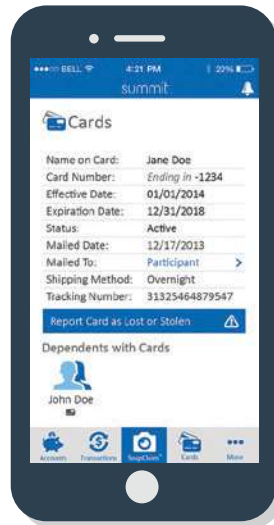 BELL 4:21 PM 22%
summit
Cards
Name on Card: Jane Doe
Card Number: Ending in -1234
Effective Date: 01/01/2014
Expiration Date: 12/31/2018
Status: Active
Mailed Date: 12/17/2013
Mailed To: Participant >
Shipping Method: Overnight
Tracking Number: 31325464879547
Report Card as Lost or Stolen
Dependents with Cards
John Doe
Accounts Transactions SnapClaim Cards More